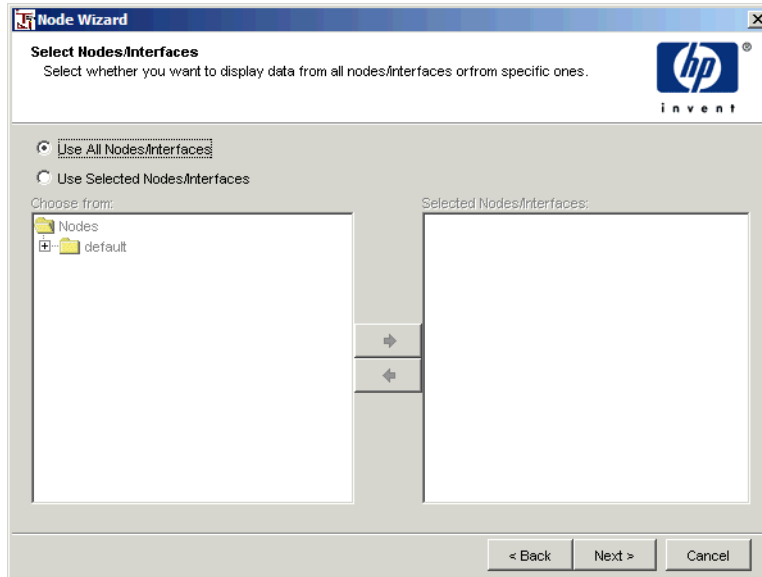 Node Wizard
Select Nodes/Interfaces
Select whether you want to display data from all nodes/interfaces orfrom specific ones.
hp
®
invent
Use All Nodes/Interfaces
Use Selected Nodes/Interfaces
Choose from:
Selected Nodes/Interfaces:
Nodes
default
< Back
Next >
Cancel